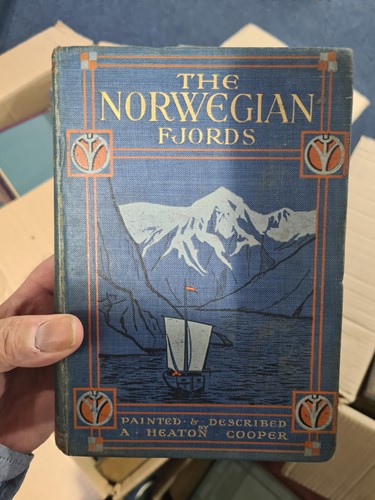 THE
NORWEGIAN
FJORDS
PAINTED · & DESCRIBED
BY
A · HEATON · COOPER